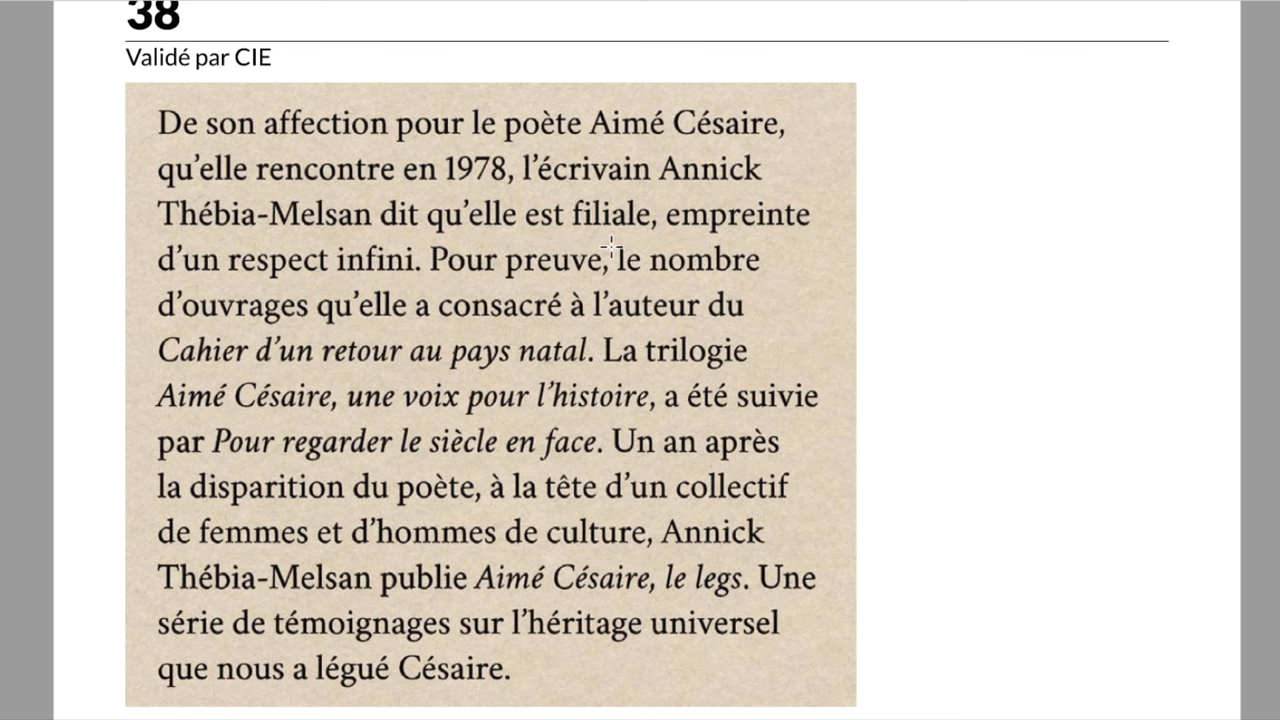 38
Validé par CIE
De son affection pour le poète Aimé Césaire,
qu’elle rencontre en 1978, l’écrivain Annick
Thébia-Melsan dit qu’elle est filiale, empreinte
d’un respect infini. Pour preuve, le nombre
d’ouvrages qu’elle a consacré à l’auteur du
Cahier d’un retour au pays natal. La trilogie
Aimé Césaire, une voix pour l’histoire, a été suivie
par Pour regarder le siècle en face. Un an après
la disparition du poète, à la tête d’un collectif
de femmes et d’hommes de culture, Annick
Thébia-Melsan publie Aimé Césaire, le legs. Une
série de témoignages sur l’héritage universel
que nous a légué Césaire.